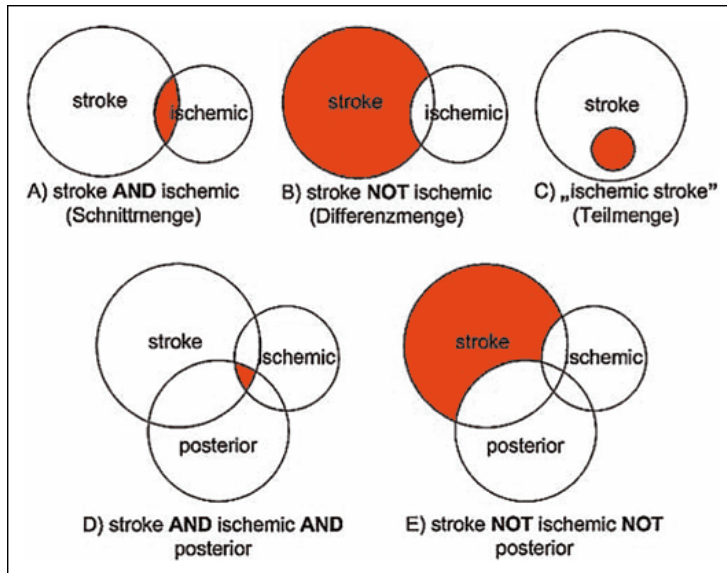 stroke
ischemic
A) stroke AND ischemic
(Schnittmenge)
stroke
ischemic
B) stroke NOT ischemic
(Differenzmenge)
stroke
C) „ischemic stroke”
(Teilmenge)
stroke
ischemic
posterior
D) stroke AND ischemic AND
posterior
stroke
ischemic
posterior
E) stroke NOT ischemic NOT
posterior